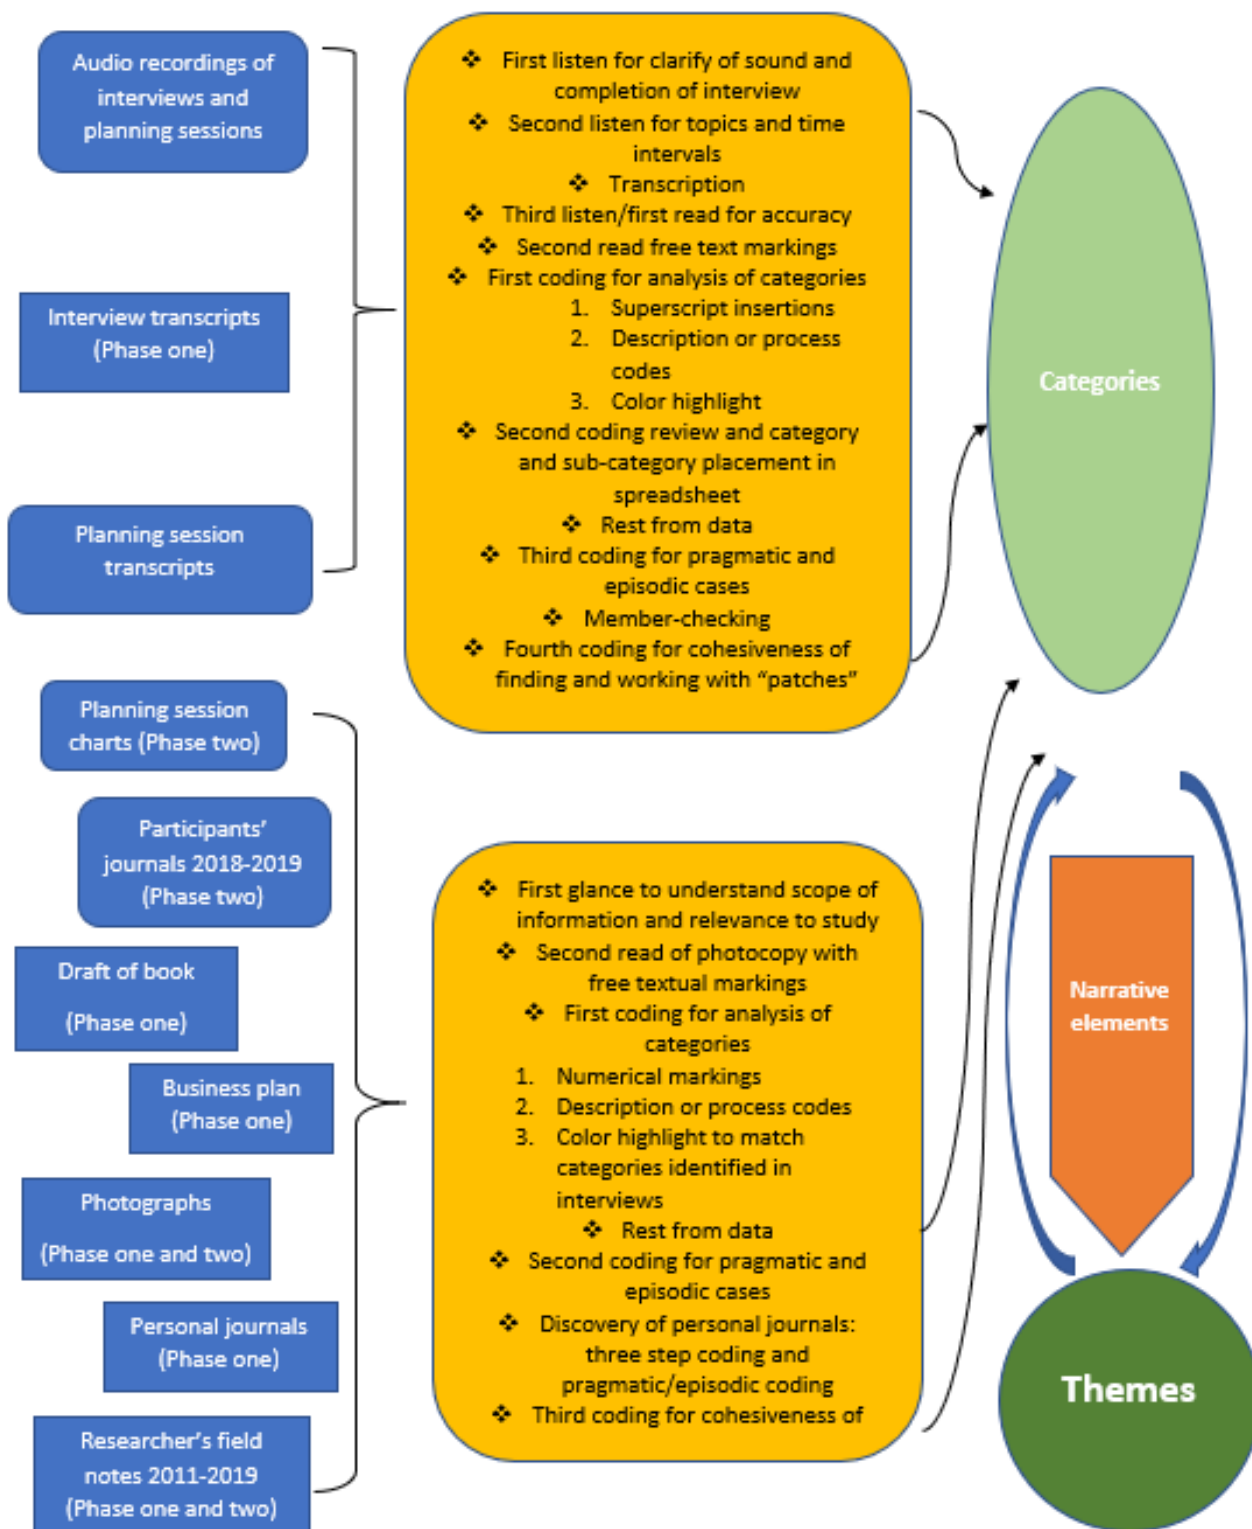 Audio recordings of
interviews and
planning sessions
Interview transcripts
(Phase one)
Planning session
transcripts
Planning session
charts (Phase two)
Participants'
journals 2018-2019
(Phase two)
Draft of book
(Phase one)
Business plan
(Phase one)
Photographs
(Phase one and two)
Personal journals
(Phase one)
Researcher's field
notes 2011-2019
(Phase one and two)
❖ First listen for clarify of sound and
completion of interview
❖ Second listen for topics and time
intervals
❖ Transcription
❖ Third listen/first read for accuracy
❖ Second read free text markings
❖ First coding for analysis of categories
1. Superscript insertions
2. Description or process
codes
3. Color highlight
❖ Second coding review and category
and sub-category placement in
spreadsheet
❖ Rest from data
❖ Third coding for pragmatic and
episodic cases
❖ Member-checking
❖ Fourth coding for cohesiveness of
finding and working with "patches"
❖ First glance to understand scope of
information and relevance to study
❖ Second read of photocopy with
free textual markings
❖ First coding for analysis of
categories
1. Numerical markings
2. Description or process codes
3. Color highlight to match
categories identified in
interviews
❖ Rest from data
❖ Second coding for pragmatic and
episodic cases
❖ Discovery of personal journals:
three step coding and
pragmatic/episodic coding
❖ Third coding for cohesiveness of
Categories
Narrative
elements
Themes